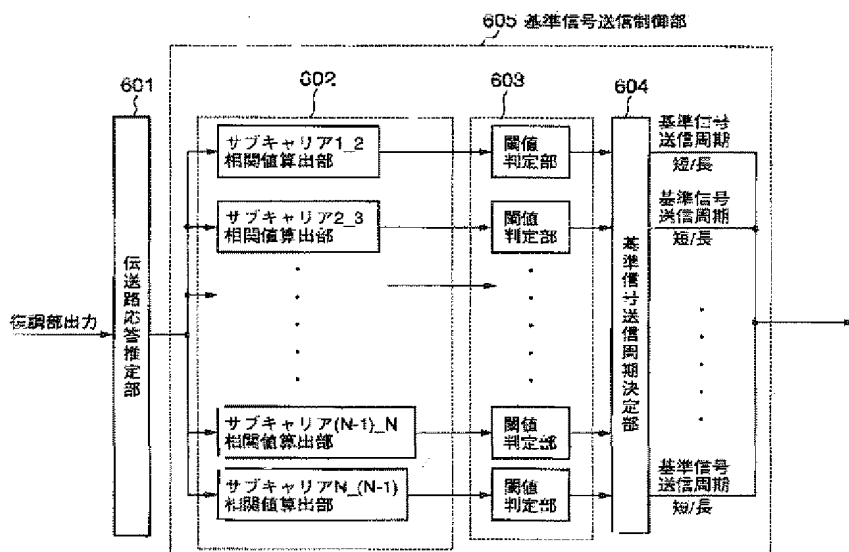 605 基準信号送信制御部
601
602
603
604
サブキャリア1_2
相関値算出部
閾値
判定部
基準信号
送信周期
短/長
サブキャリア2_3
相関値算出部
閾値
判定部
基準信号
送信周期
短/長
復調部出力
伝送路応答推定部
基準信号送信周期決定部
サブキャリア(N-1)_N
相関値算出部
閾値
判定部
サブキャリアN_(N-1)
相関値算出部
閾値
判定部
基準信号
送信周期
短/長